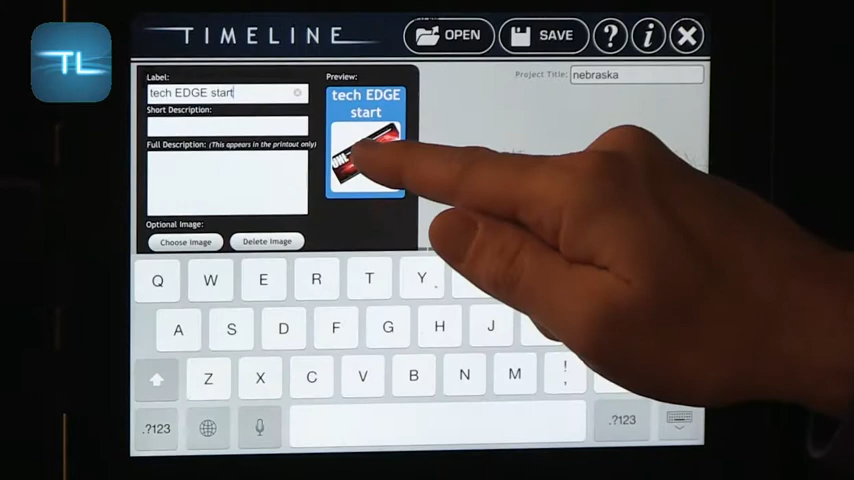 TL
TIMELINE
OPEN
SAVE
?
i
X
Label:
tech EDGE start
Short Description:
Full Description: (This appears in the printout only)
Optional Image:
Choose Image
Delete Image
Preview:
tech EDGE
start
Project Title:
nebraska
Q W E R T Y
A S D F G H J
Z X C V B N M ! ,
.?123
.?123